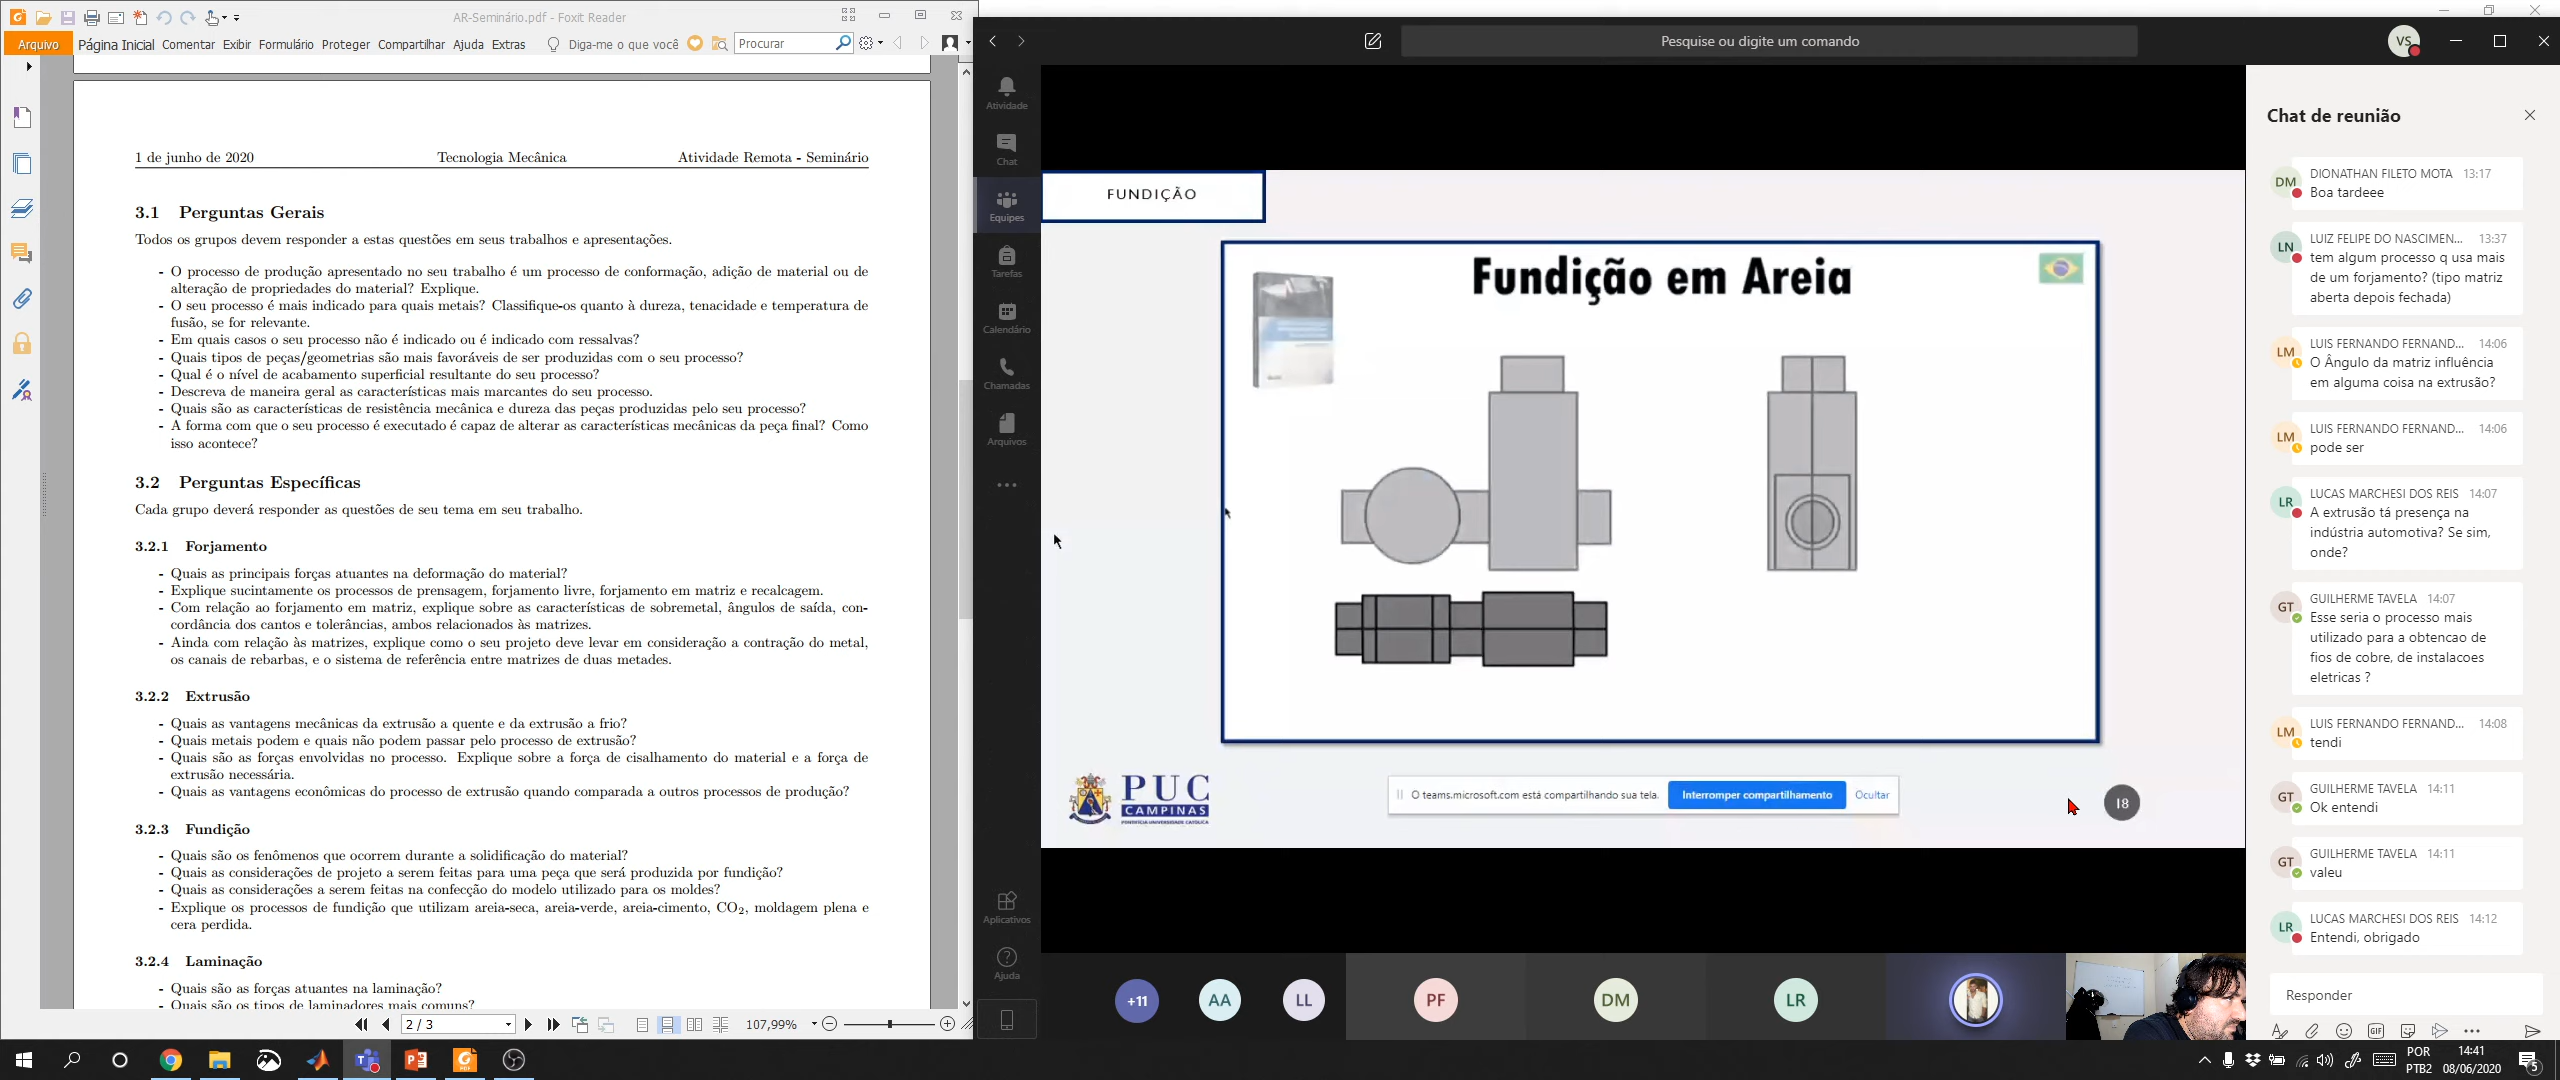 AR-Seminário.pdf - Foxit Reader
Arquivo Página Inicial Comentar Exibir Formulário Proteger Compartilhar Ajuda Extras Diga-me o que você Procurar
1 de junho de 2020 Tecnologia Mecânica Atividade Remota - Seminário
3.1 Perguntas Gerais
Todos os grupos devem responder a estas questões em seus trabalhos e apresentações.
- O processo de produção apresentado no seu trabalho é um processo de conformação, adição de material ou de
alteração de propriedades do material? Explique.
- O seu processo é mais indicado para quais metais? Classifique-os quanto à dureza, tenacidade e temperatura de
fusão, se for relevante.
- Em quais casos o seu processo não é indicado ou é indicado com ressalvas?
- Quais tipos de peças/geometrias são mais favoráveis de ser produzidas com o seu processo?
- Qual é o nível de acabamento superficial resultante do seu processo?
- Descreva de maneira geral as características mais marcantes do seu processo.
- Quais são as características de resistência mecânica e dureza das peças produzidas pelo seu processo?
- A forma com que o seu processo é executado é capaz de alterar as características mecânicas da peça final? Como
isso acontece?
3.2 Perguntas Específicas
Cada grupo deverá responder as questões de seu tema em seu trabalho.
3.2.1 Forjamento
- Quais as principais forças atuantes na deformação do material?
- Explique sucintamente os processos de prensagem, forjamento livre, forjamento em matriz e recalcagem.
- Com relação ao forjamento em matriz, explique sobre as características de sobremetal, ângulos de saída, con-
cordância dos cantos e tolerâncias, ambos relacionados às matrizes.
- Ainda com relação às matrizes, explique como o seu projeto deve levar em consideração a contração do metal,
os canais de rebarbas, e o sistema de referência entre matrizes de duas metades.
3.2.2 Extrusão
- Quais as vantagens mecânicas da extrusão a quente e da extrusão a frio?
- Quais metais podem e quais não podem passar pelo processo de extrusão?
- Quais são as forças envolvidas no processo. Explique sobre a força de cisalhamento do material e a força de
extrusão necessária.
- Quais as vantagens econômicas do processo de extrusão quando comparada a outros processos de produção?
3.2.3 Fundição
- Quais são os fenômenos que ocorrem durante a solidificação do material?
- Quais as considerações de projeto a serem feitas para uma peça que será produzida por fundição?
- Quais as considerações a serem feitas na confecção do modelo utilizado para os moldes?
- Explique os processos de fundição que utilizam areia-seca, areia-verde, areia-cimento, CO2, moldagem plena e
cera perdida.
3.2.4 Laminação
- Quais são as forças atuantes na laminação?
- Quais são os tipos de laminadores mais comuns?
2 / 3 107,99%
Pesquise ou digite um comando
VS
Atividade
Chat
Equipes
Tarefas
Calendário
Chamadas
Arquivos
Aplicativos
Ajuda
FUNDIÇÃO
Fundição em Areia
PUC
CAMPINAS
PONTIFÍCIA UNIVERSIDADE CATÓLICA
O teams.microsoft.com está compartilhando sua tela. Interromper compartilhamento Ocultar
18
+11 AA LL PF DM LR
Chat de reunião
DM
DIONATHAN FILETO MOTA 13:17
Boa tardeee
LN
LUIZ FELIPE DO NASCIMEN... 13:37
tem algum processo q usa mais
de um forjamento? (tipo matriz
aberta depois fechada)
LM
LUIS FERNANDO FERNAND... 14:06
O Ângulo da matriz influência
em alguma coisa na extrusão?
LM
LUIS FERNANDO FERNAND... 14:06
pode ser
LR
LUCAS MARCHESI DOS REIS 14:07
A extrusão tá presença na
indústria automotiva? Se sim,
onde?
GT
GUILHERME TAVELA 14:07
Esse seria o processo mais
utilizado para a obtencao de
fios de cobre, de instalacoes
eletricas ?
LM
LUIS FERNANDO FERNAND... 14:08
tendi
GT
GUILHERME TAVELA 14:11
Ok entendi
GT
GUILHERME TAVELA 14:11
valeu
LR
LUCAS MARCHESI DOS REIS 14:12
Entendi, obrigado
Responder
GIF
POR 14:41
PTB2 08/06/2020 5